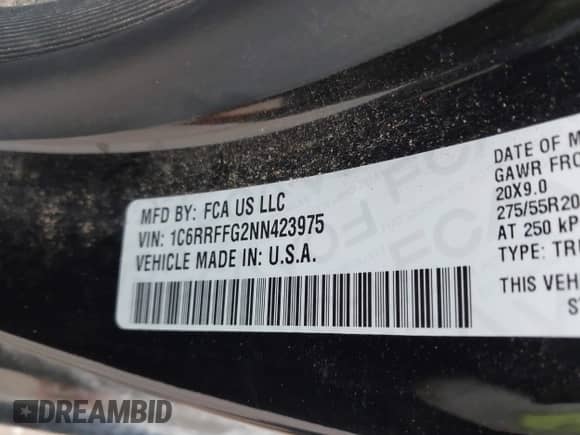 MFD BY: FCA US LLC
VIN: 1C6RRFFG2NN423975
VEHICLE MADE IN: U.S.A.
DATE OF M
GAWR FRO
20X9.0
275/55R20
AT 250 kP
TYPE: TR
THIS VEH
S
DREAMBID